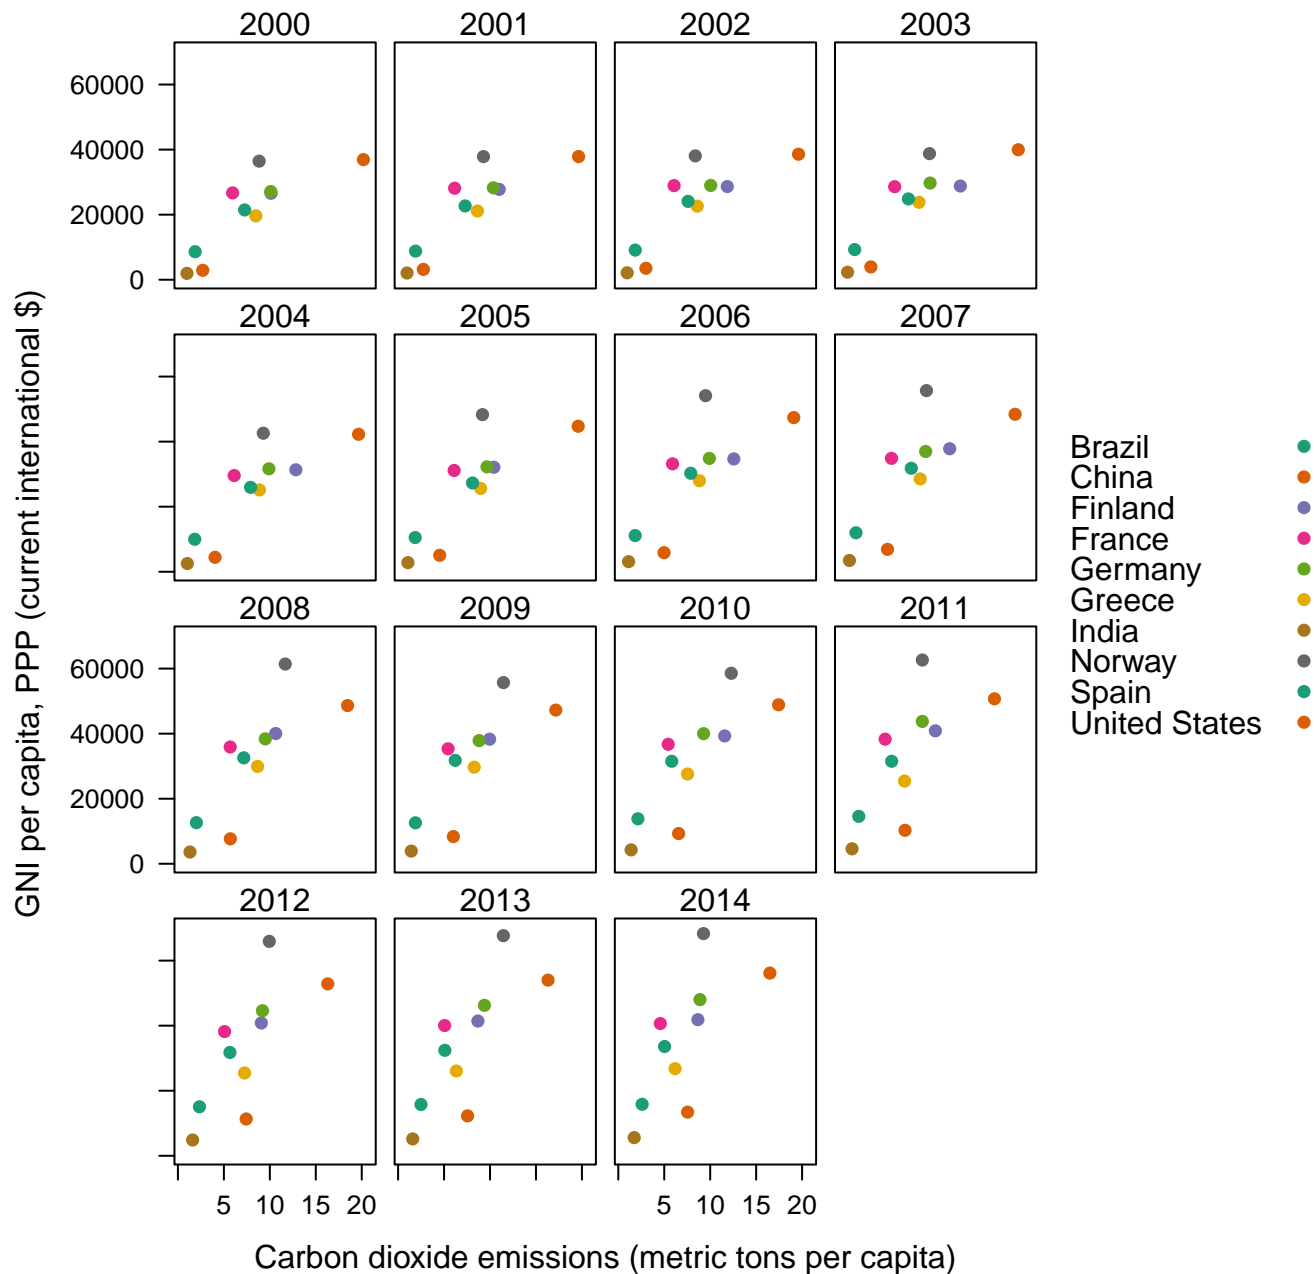 2000 2001 2002 2003
60000
40000
20000
0
2004 2005 2006 2007
GNI per capita, PPP (current international $)
2008 2009 2010 2011
60000
40000
20000
0
2012 2013 2014
5 10 15 20
5 10 15 20
Carbon dioxide emissions (metric tons per capita)
Brazil
China
Finland
France
Germany
Greece
India
Norway
Spain
United States